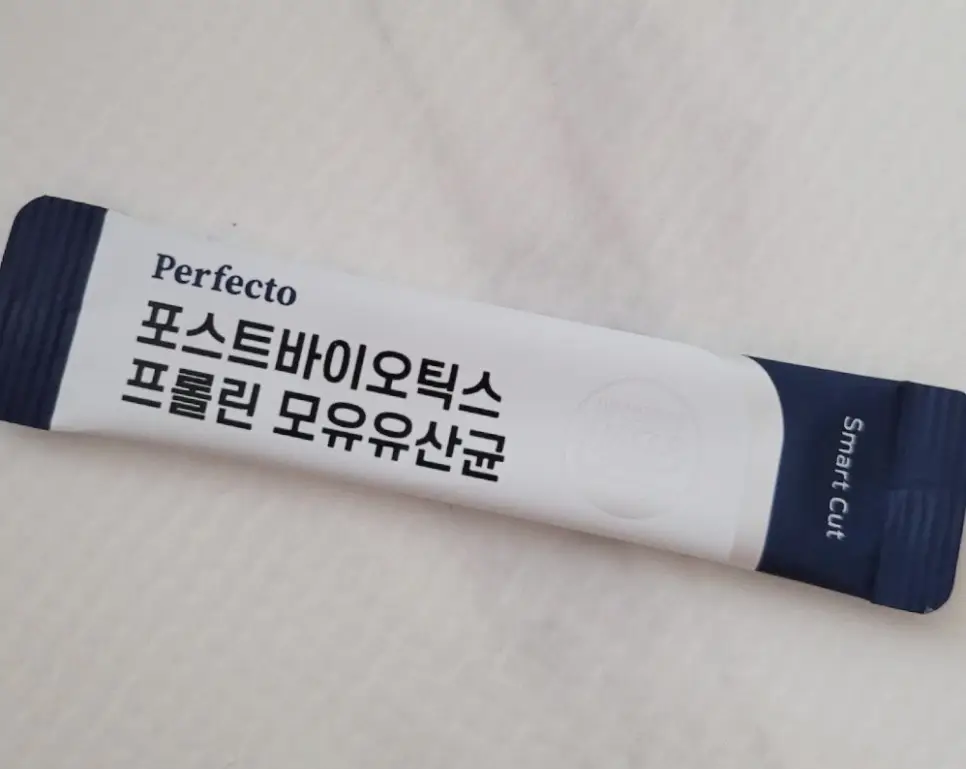 Perfecto
포스트바이오틱스
프롤린 모유유산균
Smart Cut